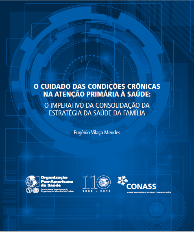 O CUIDADO DAS CONDIÇÕES CRÔNICAS
NA ATENÇÃO PRIMÁRIA À SAÚDE:
O IMPERATIVO DA CONSOLIDAÇÃO DA
ESTRATÉGIA DA SAÚDE DA FAMÍLIA
Eugênio Vilaça Mendes
Organização
Pan-Americana
da Saúde
110
CONASS